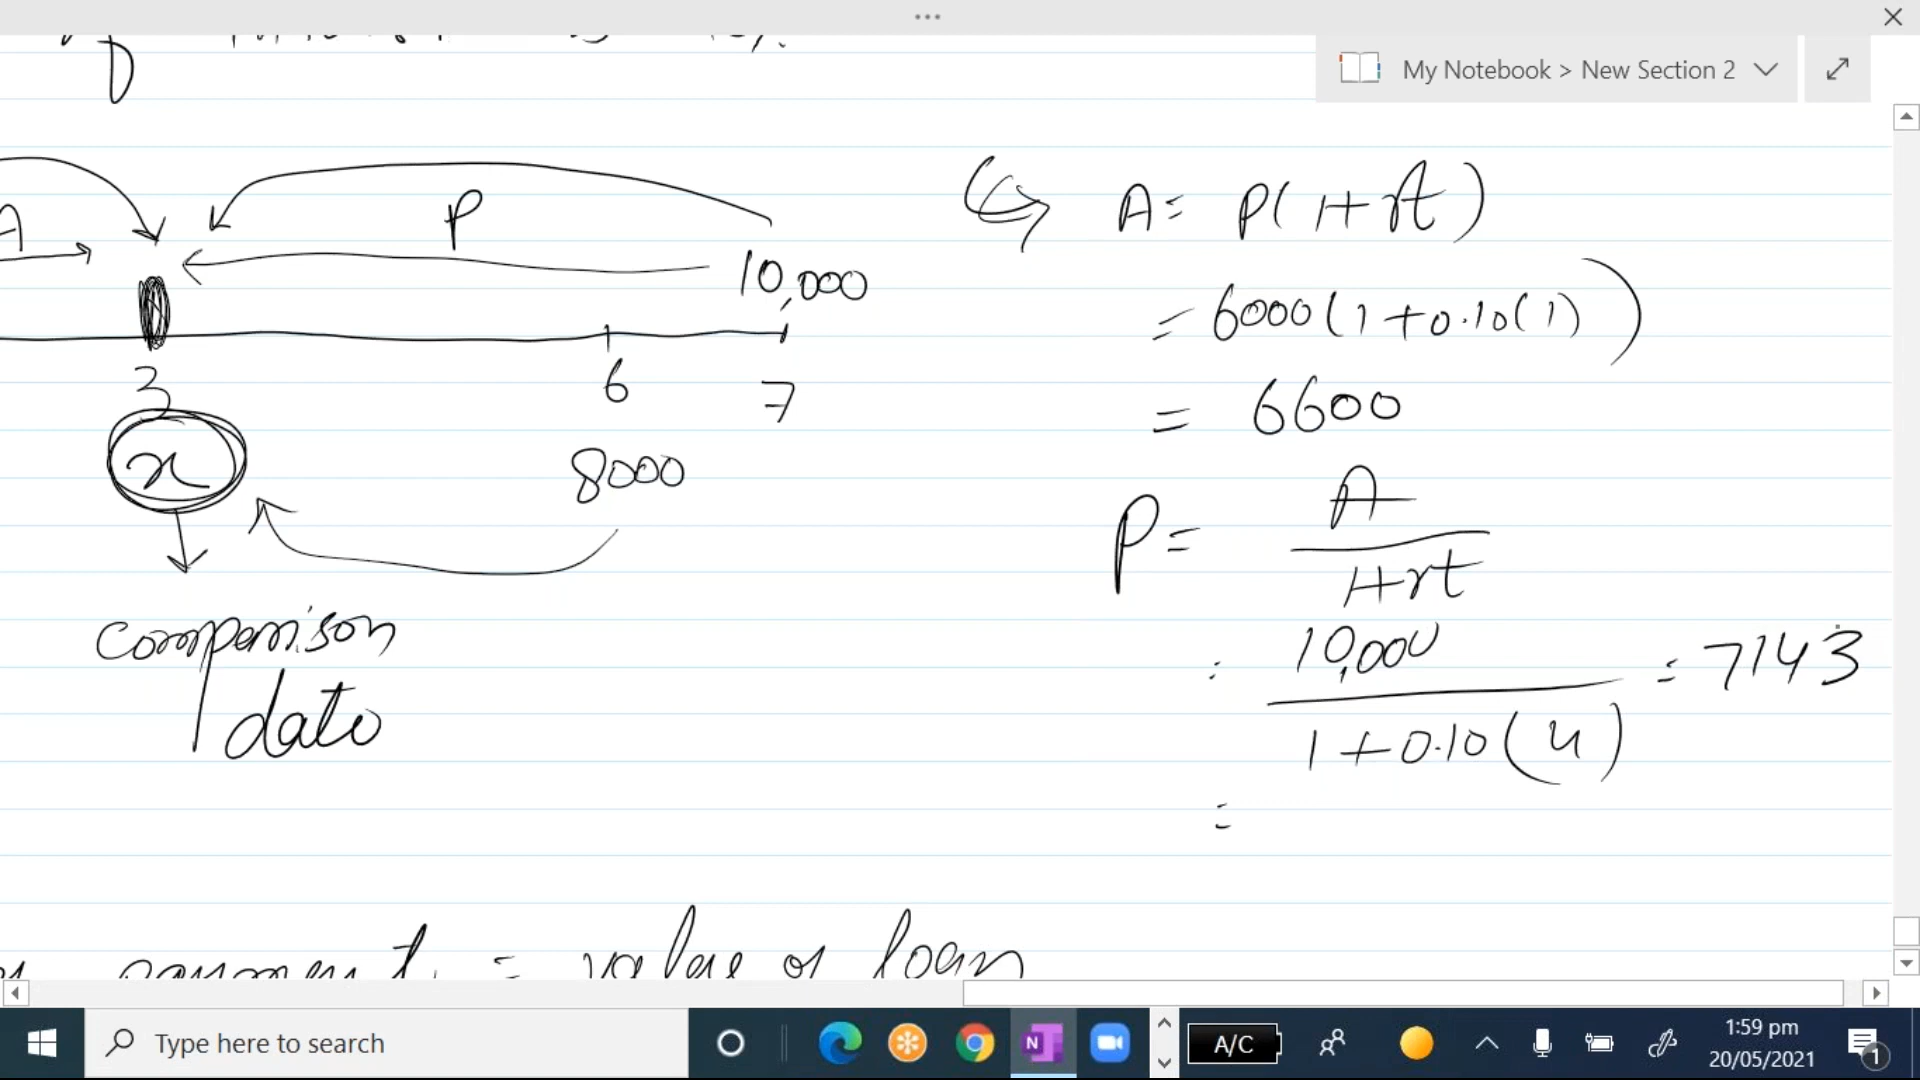 My Notebook > New Section 2
A
P
10,000
3
6
7
x
8000
comparison
date
A= P(1+rt)
= 6000(1+0.10(1))
= 6600
P= A
1+rt
= 10,000
1+0.10(4)
= 7143
=
payment = value of loan
Type here to search
N
A/C
1:59 pm
20/05/2021
1